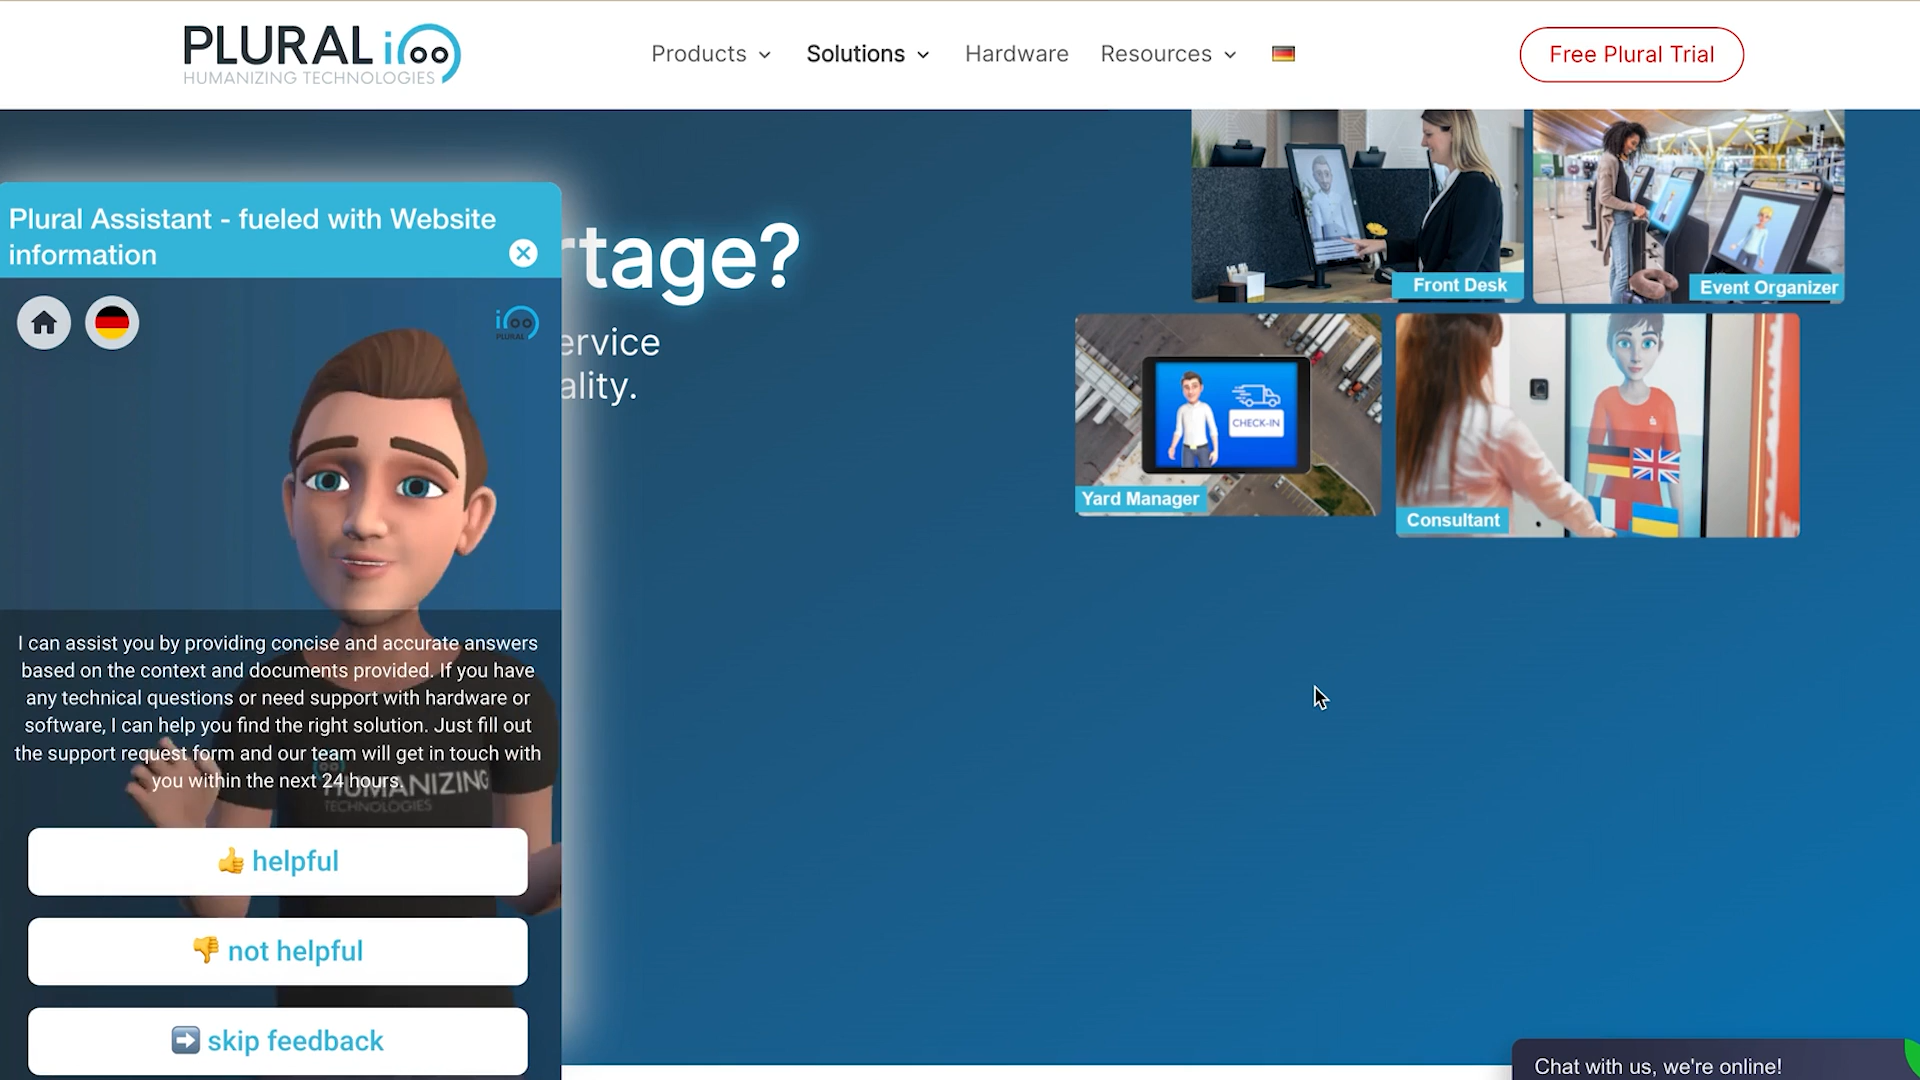 PLURAL
HUMANIZING TECHNOLOGIES
Products
Solutions
Hardware
Resources
Free Plural Trial
Plural Assistant - fueled with Website
information
PLURAL
rtage?
ervice
ality.
Front Desk
Event Organizer
CHECK-IN
Yard Manager
Consultant
I can assist you by providing concise and accurate answers
based on the context and documents provided. If you have
any technical questions or need support with hardware or
software, I can help you find the right solution. Just fill out
the support request form and our team will get in touch with
you within the next 24 hours.
HUMANIZING
TECHNOLOGIES
👍 helpful
👎 not helpful
➡️ skip feedback
Chat with us, we're online!